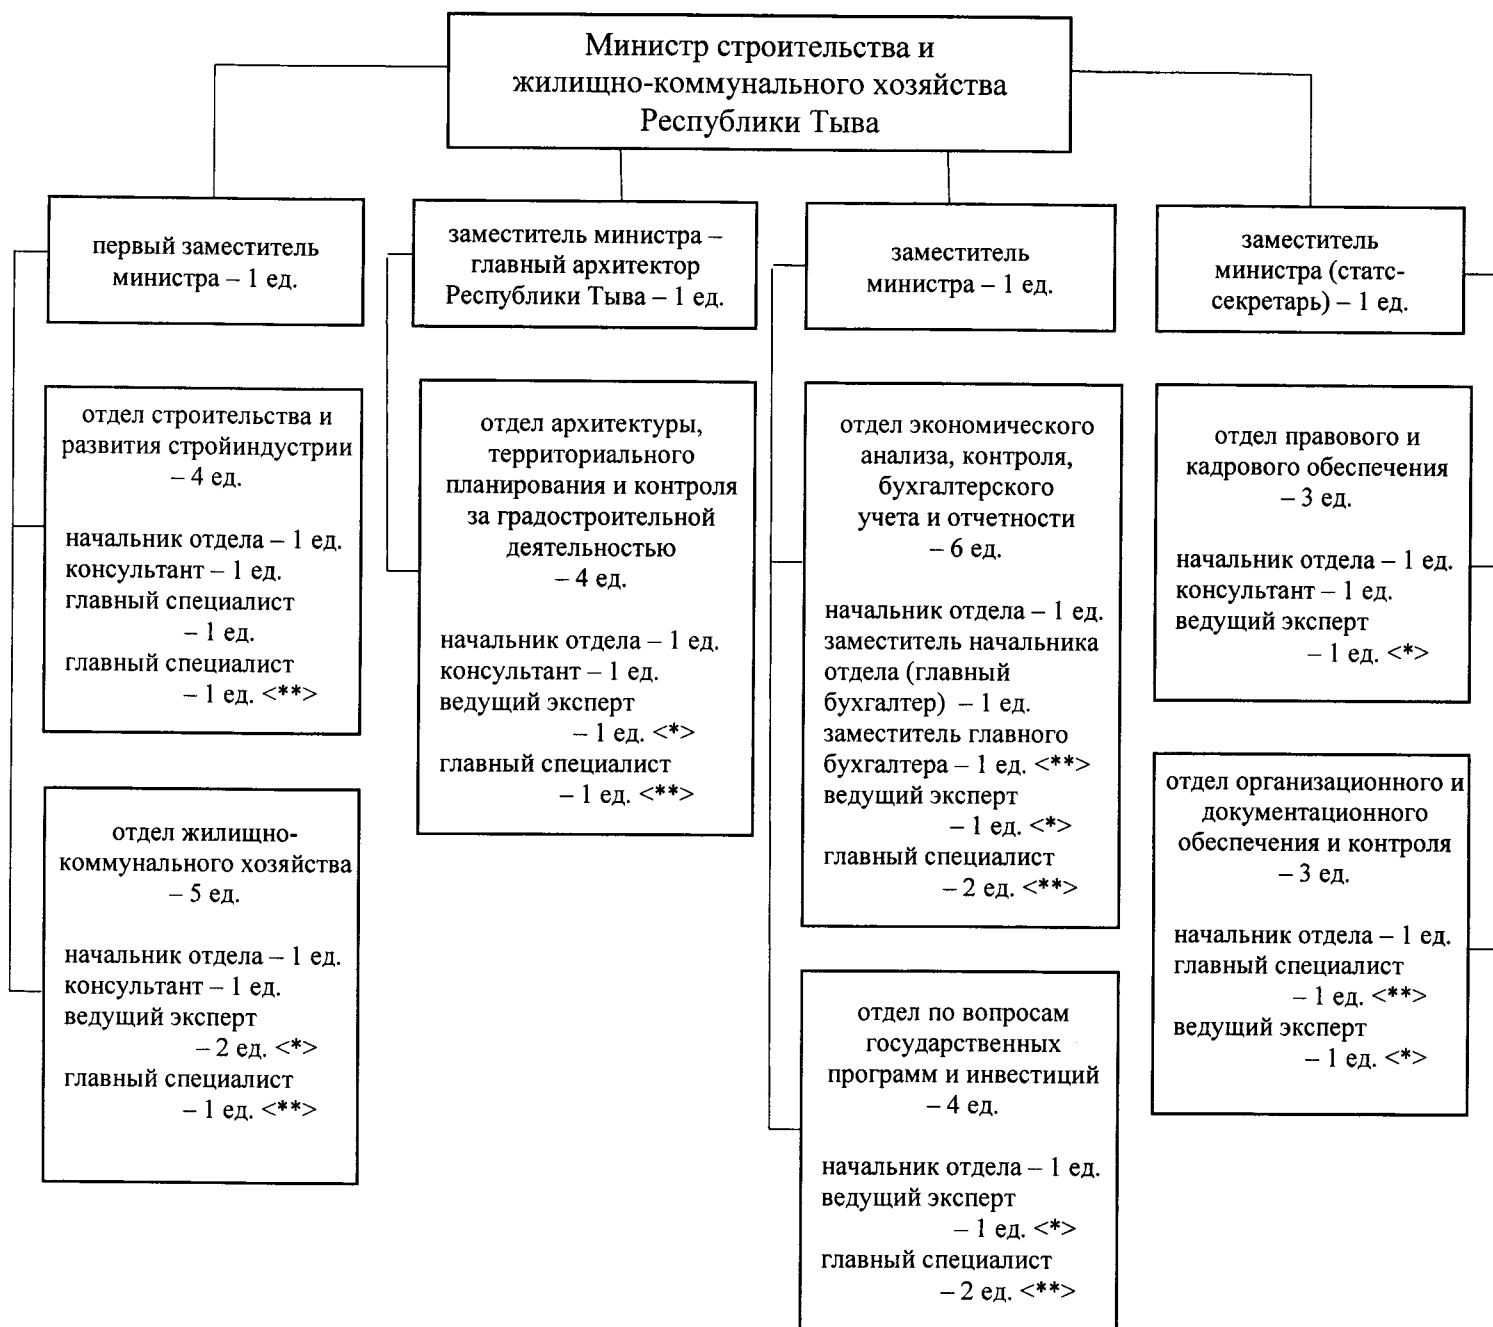 Министр строительства и
жилищно-коммунального хозяйства
Республики Тыва
первый заместитель
министра – 1 ед.
заместитель министра –
главный архитектор
Республики Тыва – 1 ед.
заместитель
министра – 1 ед.
заместитель
министра (статс-
секретарь) – 1 ед.
отдел строительства и
развития стройиндустрии
– 4 ед.
начальник отдела – 1 ед.
консультант – 1 ед.
главный специалист
– 1 ед.
главный специалист
– 1 ед. <**>
отдел жилищно-
коммунального хозяйства
– 5 ед.
начальник отдела – 1 ед.
консультант – 1 ед.
ведущий эксперт
– 2 ед. <*>
главный специалист
– 1 ед. <**>
отдел архитектуры,
территориального
планирования и контроля
за градостроительной
деятельностью
– 4 ед.
начальник отдела – 1 ед.
консультант – 1 ед.
ведущий эксперт
– 1 ед. <*>
главный специалист
– 1 ед. <**>
отдел экономического
анализа, контроля,
бухгалтерского
учета и отчетности
– 6 ед.
начальник отдела – 1 ед.
заместитель начальника
отдела (главный
бухгалтер) – 1 ед.
заместитель главного
бухгалтера – 1 ед. <**>
ведущий эксперт
– 1 ед. <*>
главный специалист
– 2 ед. <**>
отдел по вопросам
государственных
программ и инвестиций
– 4 ед.
начальник отдела – 1 ед.
ведущий эксперт
– 1 ед. <*>
главный специалист
– 2 ед. <**>
отдел правового и
кадрового обеспечения
– 3 ед.
начальник отдела – 1 ед.
консультант – 1 ед.
ведущий эксперт
– 1 ед. <*>
отдел организационного и
документационного
обеспечения и контроля
– 3 ед.
начальник отдела – 1 ед.
главный специалист
– 1 ед. <**>
ведущий эксперт
– 1 ед. <*>